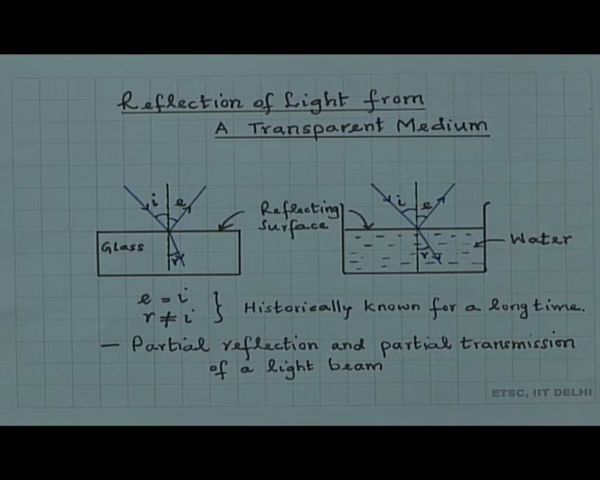 Reflection of Light from
A Transparent Medium
i e
i e
Reflecting
Surface
Glass
Water
r
r
e = i
r ≠ i } Historically known for a long time.
— Partial reflection and partial transmission
of a light beam
ETSC, IIT DELHI